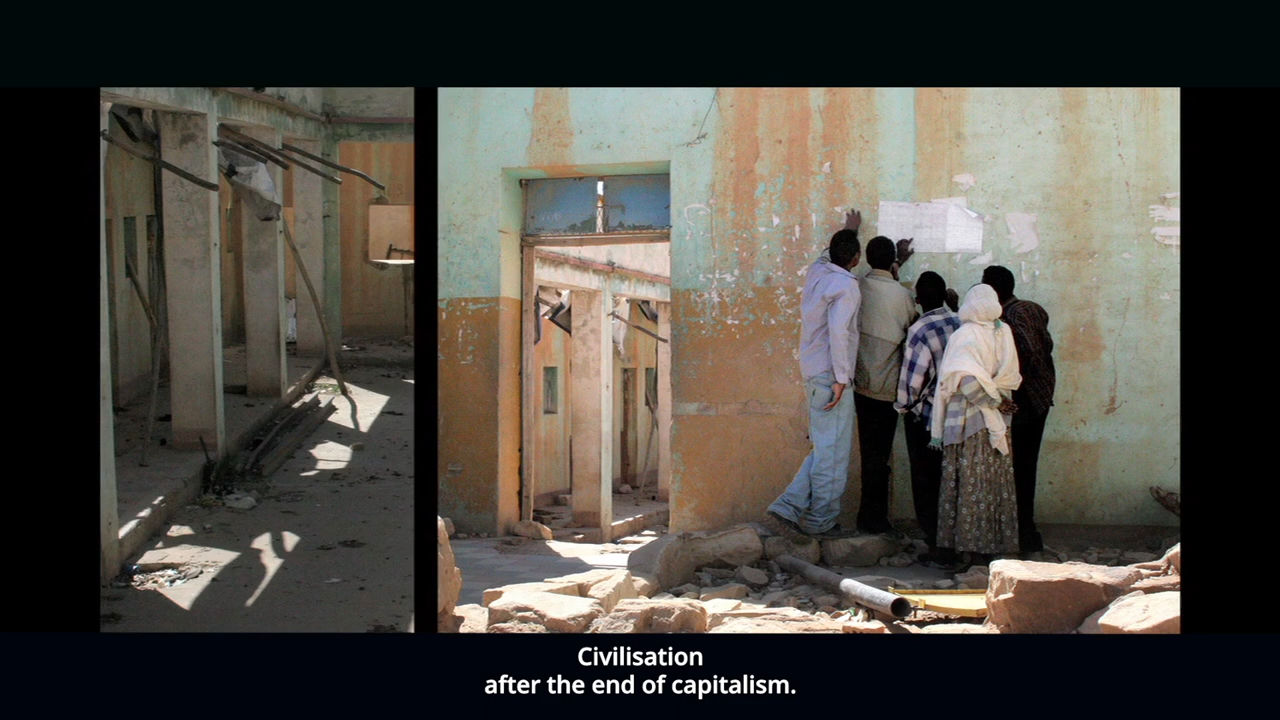 Civilisation
after the end of capitalism.